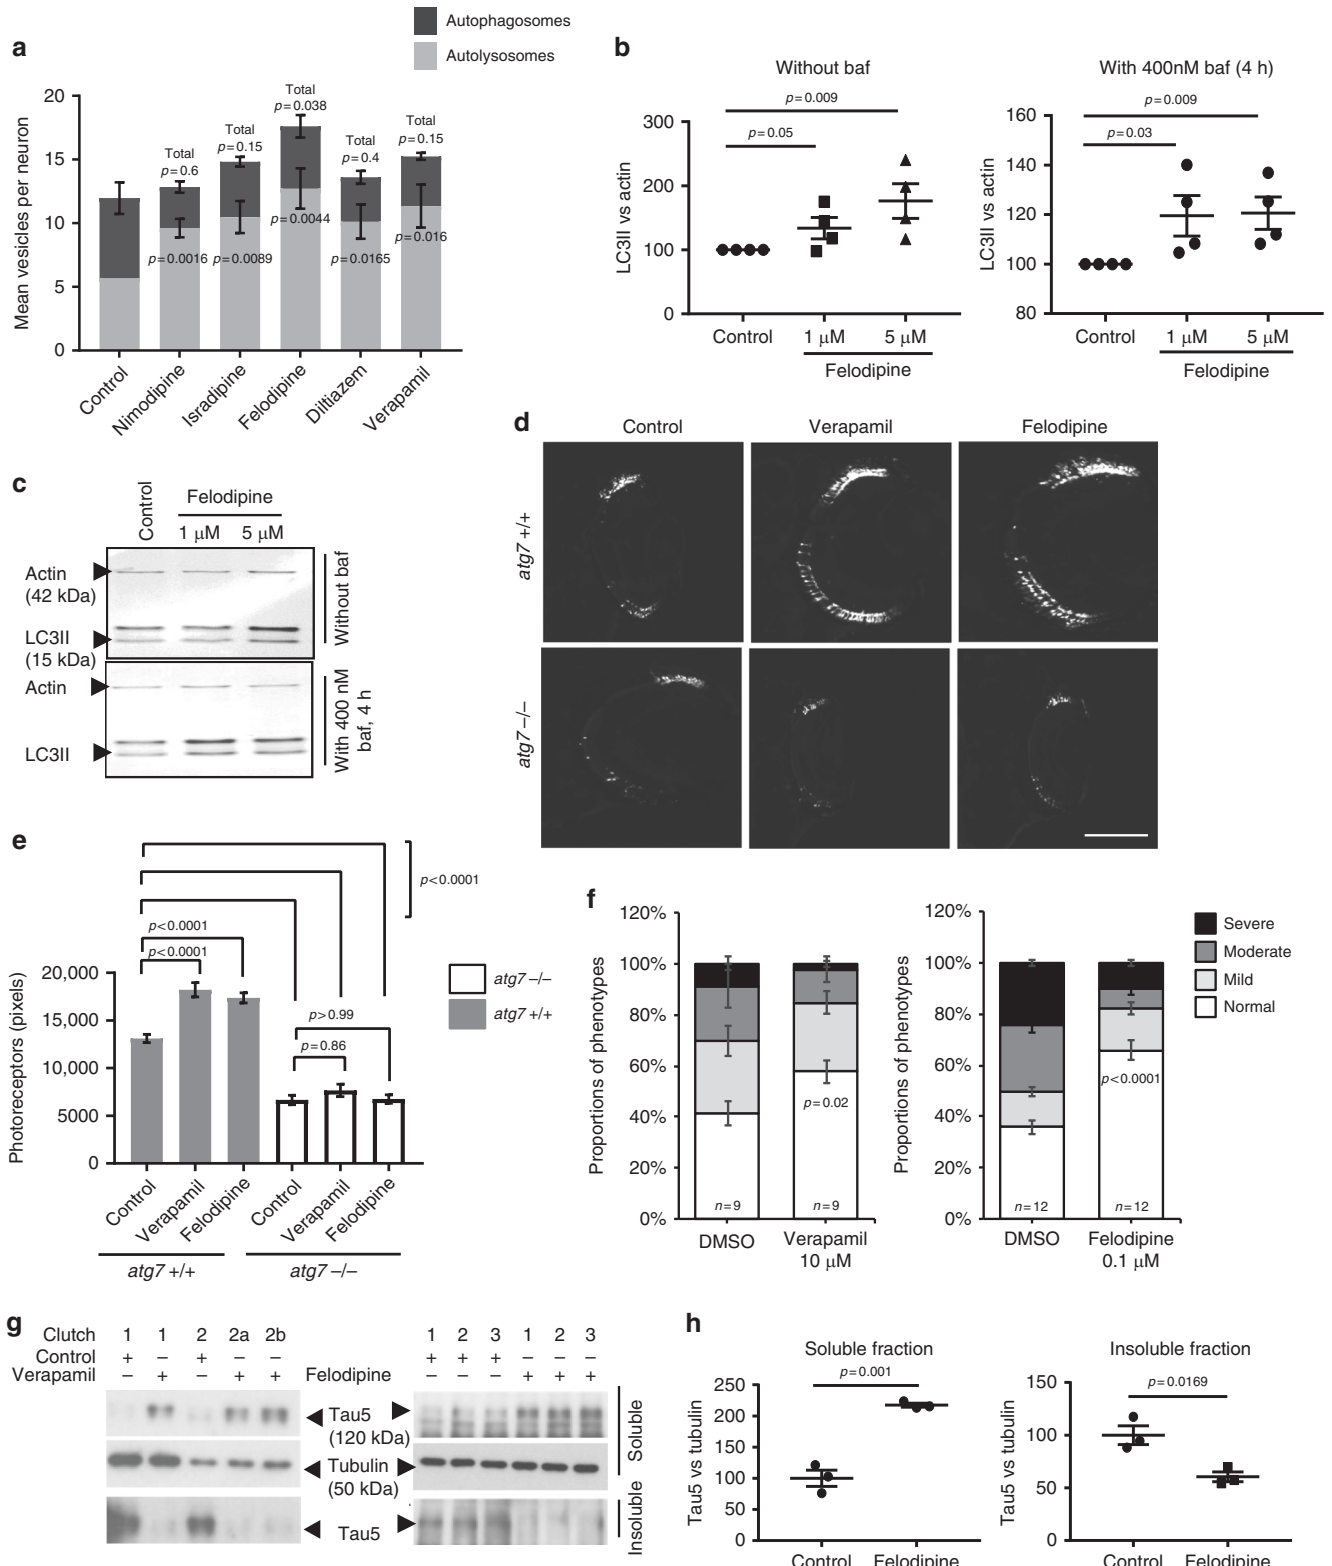 Autophagosomes
Autolysosomes
a
Mean vesicles per neuron
20
15
10
5
0
Total
p=0.6
Total
p=0.15
Total
p=0.038
Total
p=0.4
Total
p=0.15
p=0.0016
p=0.0089
p=0.0044
p=0.0165
p=0.016
Control
Nimodipine
Isradipine
Felodipine
Diltiazem
Verapamil
b
Without baf
p=0.009
p=0.05
LC3II vs actin
300
200
100
0
Control
1 μM
5 μM
Felodipine
With 400nM baf (4 h)
p=0.009
p=0.03
LC3II vs actin
160
140
120
100
80
Control
1 μM
5 μM
Felodipine
c
Control
Felodipine
1 μM
5 μM
Actin
(42 kDa)
LC3II
(15 kDa)
Without baf
Actin
LC3II
With 400 nM
baf, 4 h
d
Control
Verapamil
Felodipine
atg7 +/+
atg7 –/–
e
p<0.0001
p<0.0001
p<0.0001
p>0.99
p=0.86
atg7 –/–
atg7 +/+
Photoreceptors (pixels)
20,000
15,000
10,000
5000
0
Control
Verapamil
Felodipine
Control
Verapamil
Felodipine
atg7 +/+
atg7 –/–
f
Proportions of phenotypes
120%
100%
80%
60%
40%
20%
0%
p=0.02
n=9
n=9
DMSO
Verapamil
10 μM
Proportions of phenotypes
120%
100%
80%
60%
40%
20%
0%
p<0.0001
n=12
n=12
DMSO
Felodipine
0.1 μM
Severe
Moderate
Mild
Normal
g
Clutch 1 1 2 2a 2b
Control + – + – –
Verapamil – + – + +
1 2 3 1 2 3
+ + + – – –
Felodipine – – – + + +
Tau5
(120 kDa)
Tubulin
(50 kDa)
Tau5
Soluble
Insoluble
h
Soluble fraction
p=0.001
Tau5 vs tubulin
250
200
150
100
50
0
Control
Felodipine
Insoluble fraction
p=0.0169
Tau5 vs tubulin
150
100
50
0
Control
Felodipine